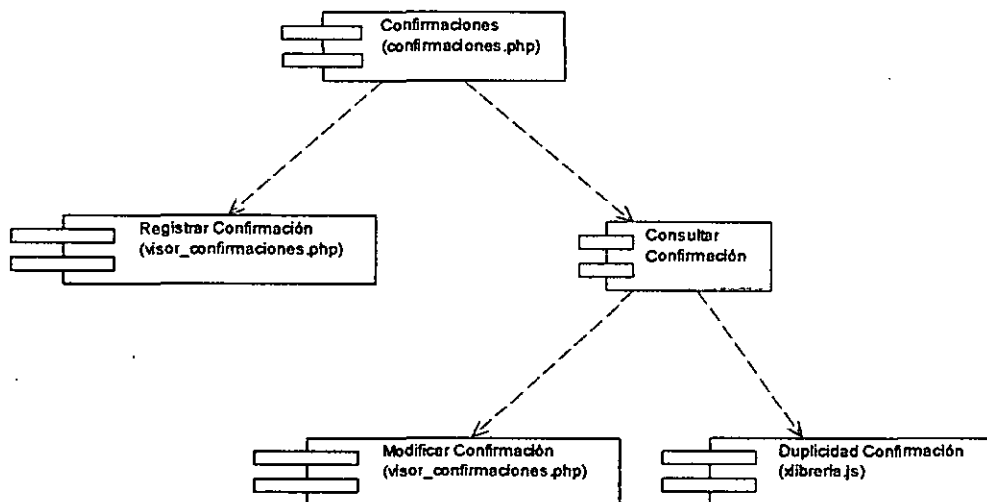 Confirmaciones
(confirmaciones.php)
Registrar Confirmación
(visor_confirmaciones.php)
Consultar
Confirmación
Modificar Confirmación
(visor_confirmaciones.php)
Duplicidad Confirmación
(xlibreria.js)